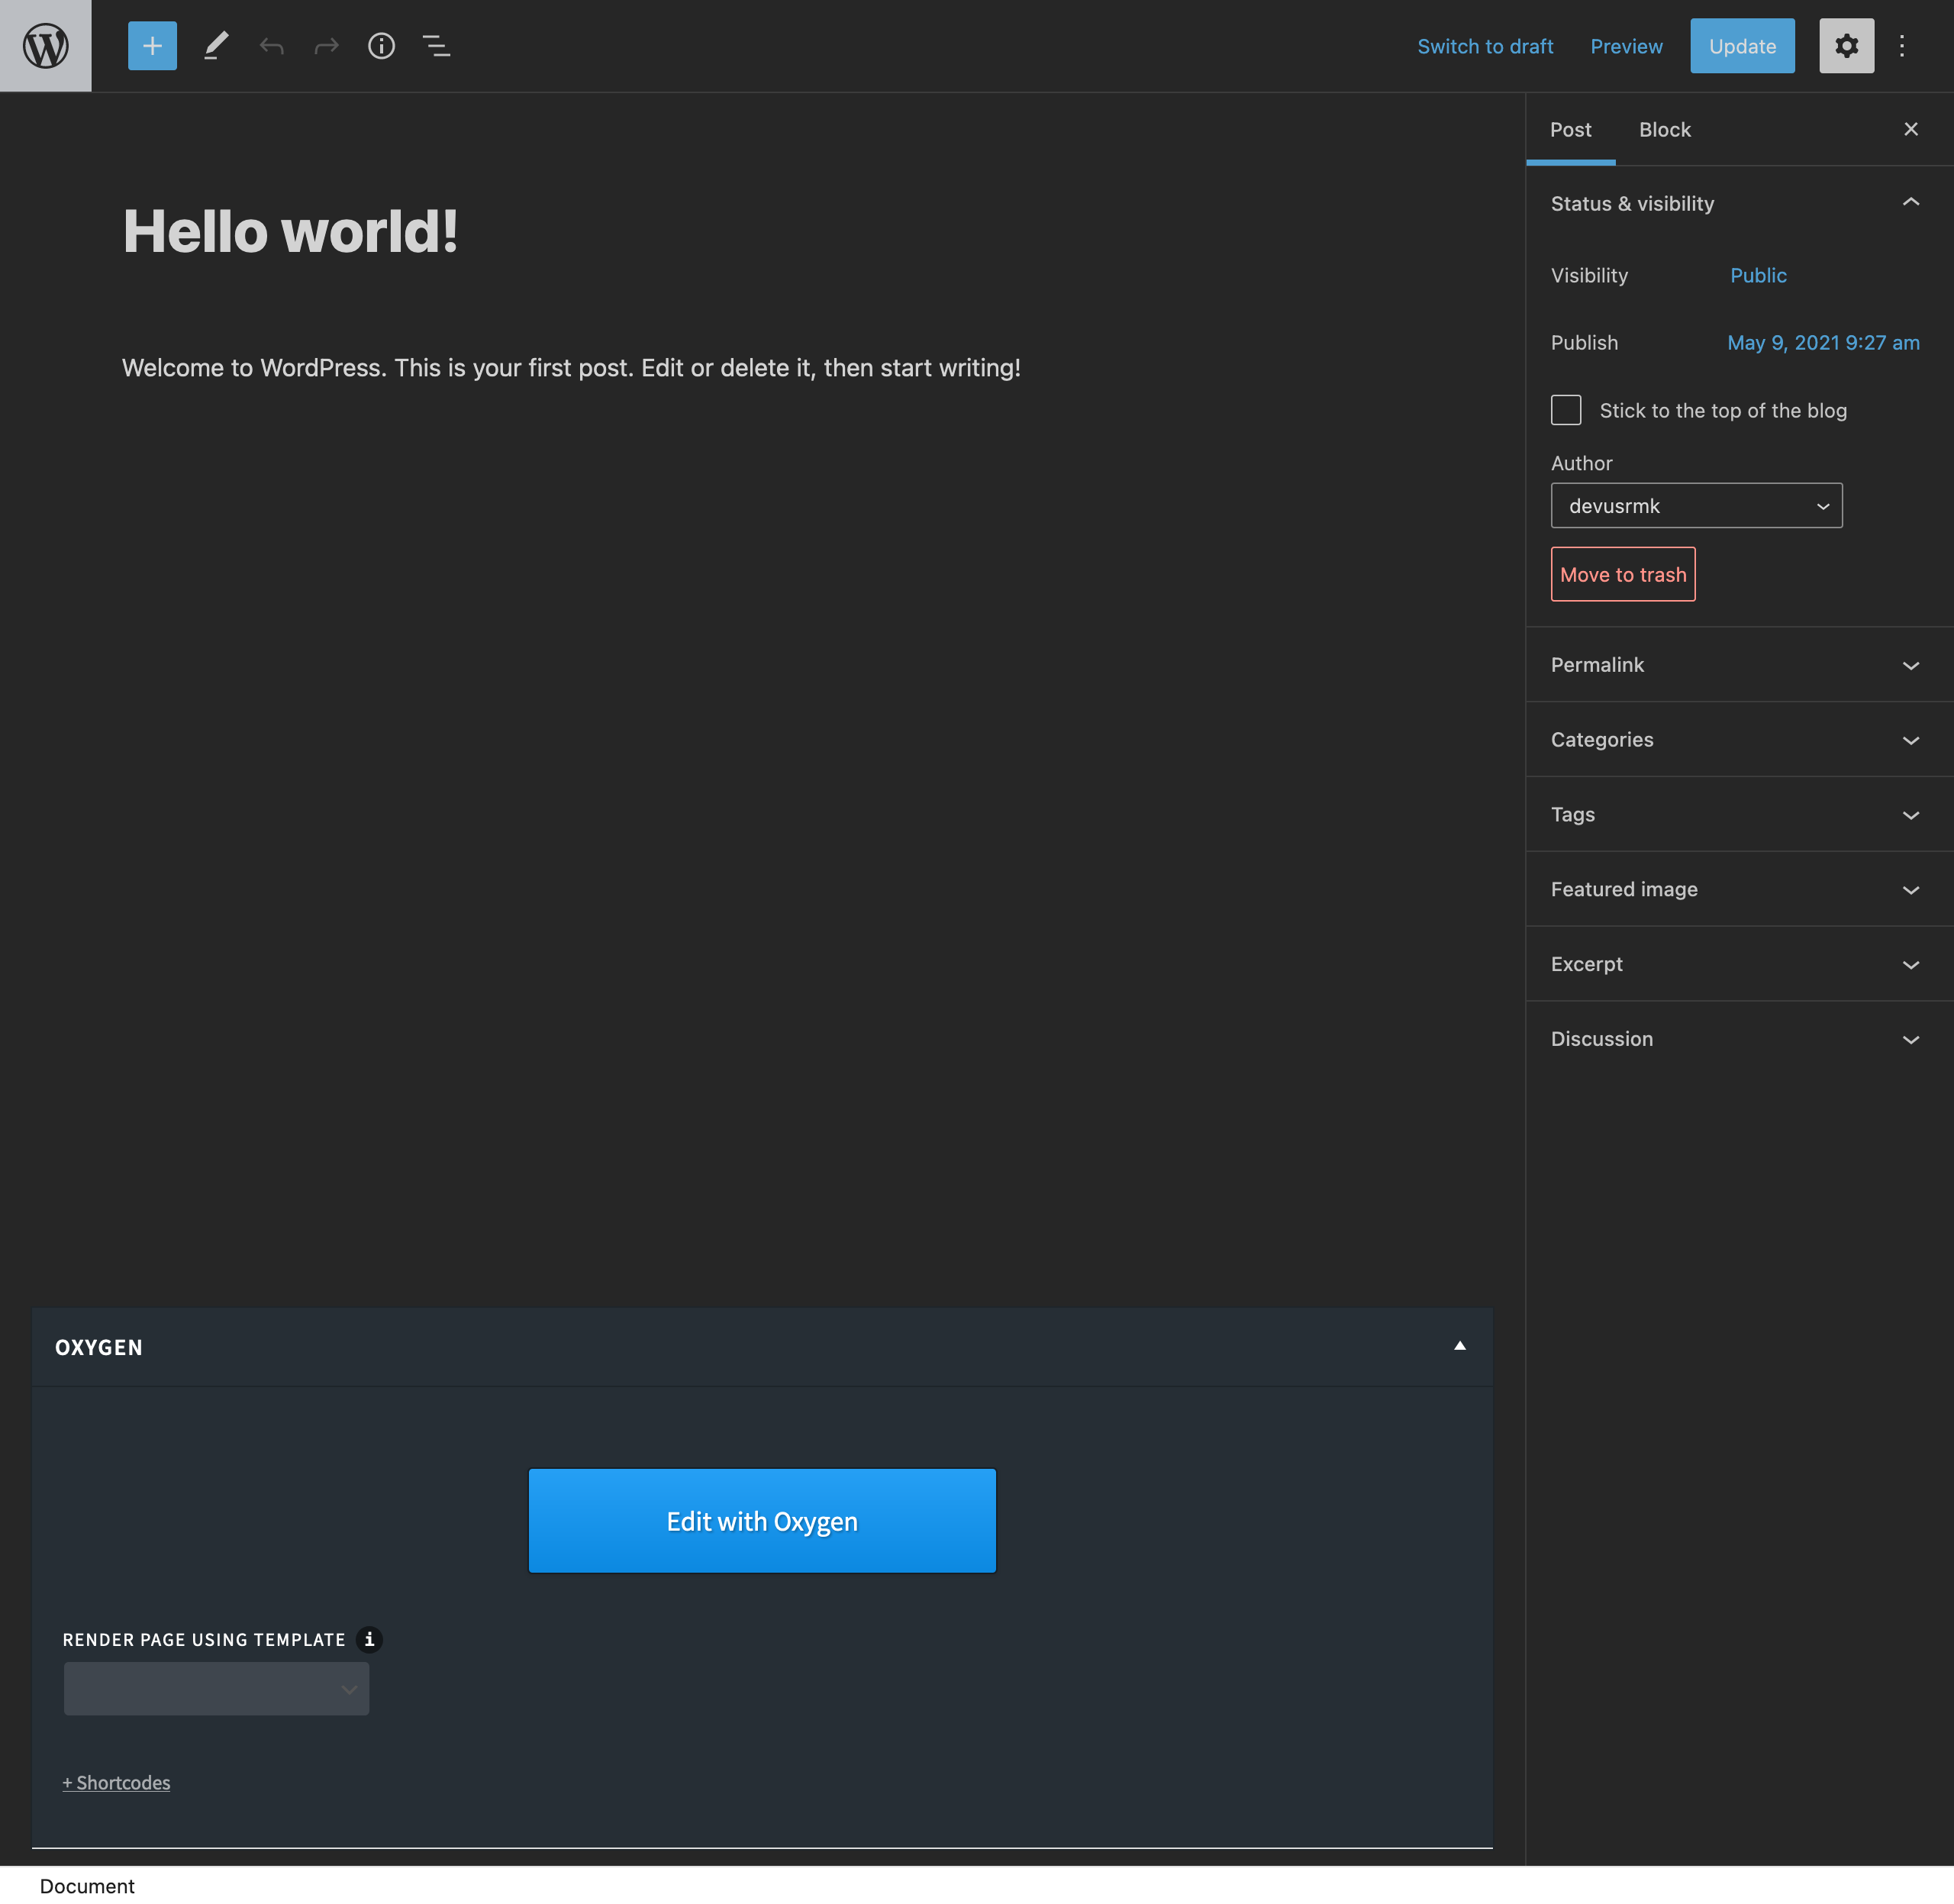 Switch to draft Preview Update
Post Block
Hello world!
Welcome to WordPress. This is your first post. Edit or delete it, then start writing!
Status & visibility
Visibility Public
Publish May 9, 2021 9:27 am
Stick to the top of the blog
Author
devusrmk
Move to trash
Permalink
Categories
Tags
Featured image
Excerpt
Discussion
OXYGEN
Edit with Oxygen
RENDER PAGE USING TEMPLATE
+ Shortcodes
Document